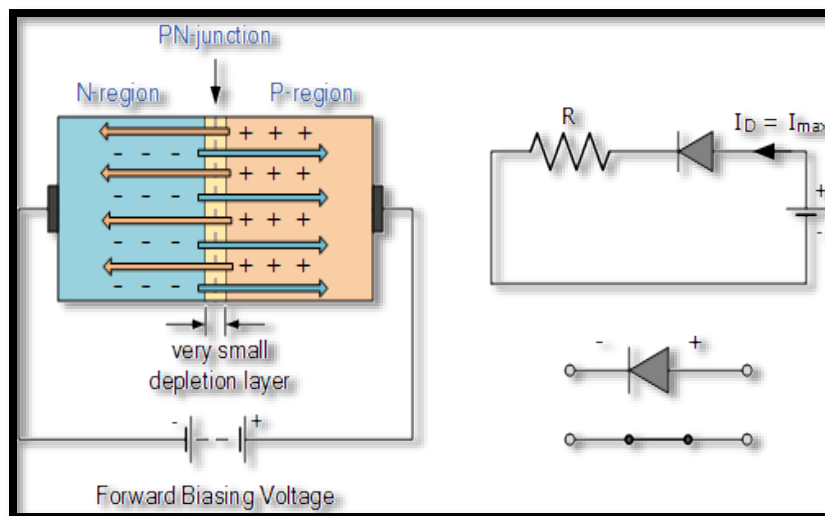 PN-junction
N-region
P-region
+ + +
- - -
+ + +
- - -
+ + +
- - -
+ + +
- - -
very small
depletion layer
- +
Forward Biasing Voltage
R
I_D = I_max
+
-
- +